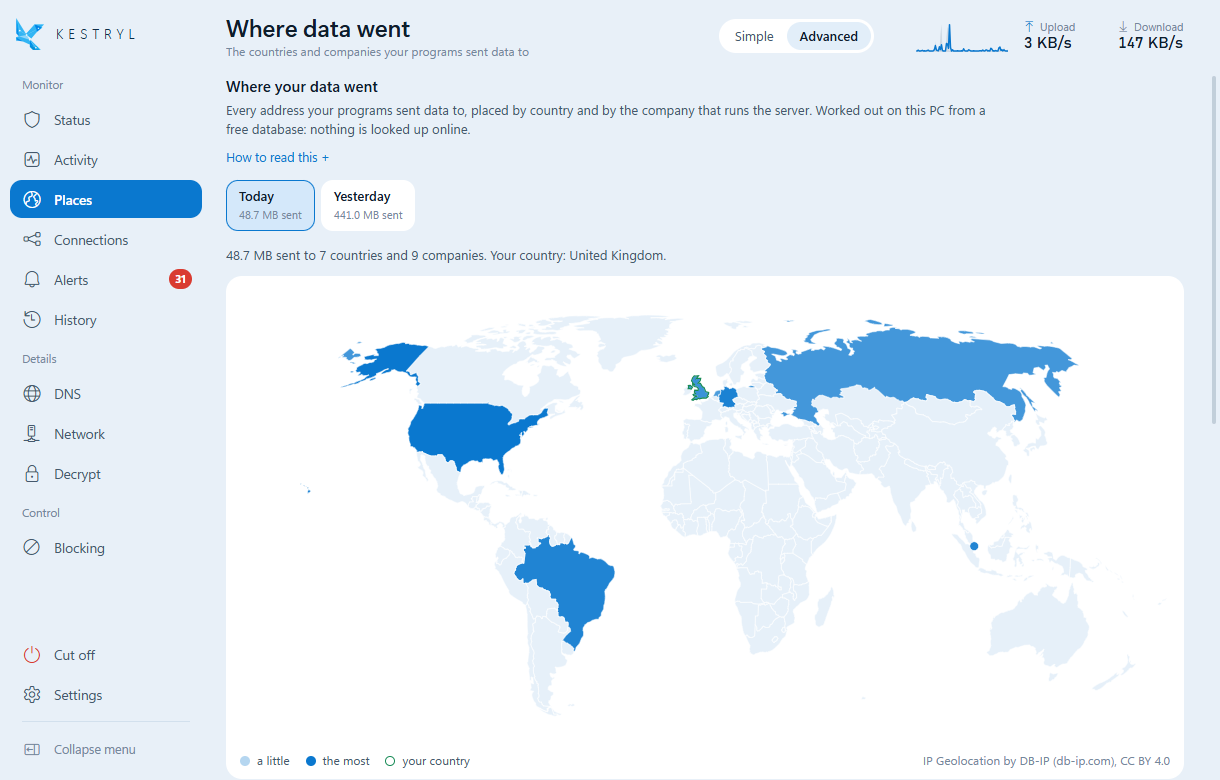 KESTRYL
Monitor
Status
Activity
Places
Connections
Alerts
31
History
Details
DNS
Network
Decrypt
Control
Blocking
Cut off
Settings
Collapse menu
Where data went
The countries and companies your programs sent data to
Simple
Advanced
Upload
3 KB/s
Download
147 KB/s
Where your data went
Every address your programs sent data to, placed by country and by the company that runs the server. Worked out on this PC from a
free database: nothing is looked up online.
How to read this +
Today
48.7 MB sent
Yesterday
441.0 MB sent
48.7 MB sent to 7 countries and 9 companies. Your country: United Kingdom.
a little
the most
your country
IP Geolocation by DB-IP (db-ip.com), CC BY 4.0